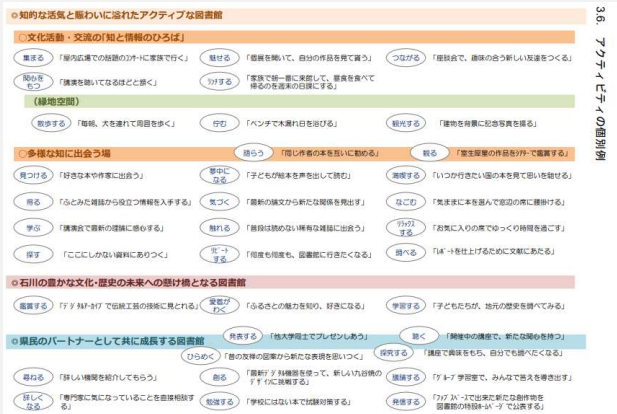 3.6. アクティビティの個別例
◎知的な活気と賑わいに溢れたアクティブな図書館
○文化活動・交流の「知と情報のひろば」
集まる 「屋内広場での話題のコンサートに家族で行く」
魅せる 「個展を開いて、自分の作品を見て貰う」
つながる 「座談会で、趣味の合う新しい友達をつくる」
関心をもつ 「講演を聴いてなるほどと頷く」
ランチする 「家族で朝一番に来館して、昼食を食べて
帰るのを週末の日課にする」
（緑地空間）
散歩する 「毎朝、犬を連れて周囲を歩く」
佇む 「ベンチで木漏れ日を浴びる」
観光する 「建物を背景に記念写真を撮る」
○多様な知に出会う場
語らう 「同じ作者の本を互いに勧める」
観る 「室生犀星の作品をシアターで鑑賞する」
見つける 「好きな本や作家に出会う」
夢中になる 「子どもが絵本を声を出して読む」
満喫する 「いつか行きたい国の本を見て思いを馳せる」
得る 「ふとみた雑誌から役立つ情報を入手する」
気づく 「最新の論文から新たな関係を見出す」
なごむ 「気ままに本を選んで窓辺の席に腰掛ける」
学ぶ 「講演会で最新の理論に感心する」
触れる 「普段は読めない稀有な雑誌に出会う」
リラックスする 「お気に入りの席でゆっくり時間を過ごす」
探す 「ここにしかない資料にありつく」
リピートする 「何度も何度も、図書館に行きたくなる」
調べる 「レポートを仕上げるために文献にあたる」
◎石川の豊かな文化・歴史の未来への懸け橋となる図書館
鑑賞する 「デジタルアーカイブで伝統工芸の技術に見とれる」
愛着がわく 「ふるさとの魅力を知り、好きになる」
学習する 「子どもたちが、地元の歴史を調べてみる」
◎県民のパートナーとして共に成長する図書館
発表する 「他大学同士でプレゼンしあう」
聴く 「開催中の講座で、新たな関心を持つ」
ひらめく 「昔の友禅の図案から新たな表現を思いつく」
探究する 「講座で興味をもち、自分でも調べたくなる」
尋ねる 「詳しい機関を紹介してもらう」
創る 「最新デジタル機器を使って、新しい九谷焼の
デザインに挑戦する」
議論する 「グループ学習室で、みんなで答えを導き出す」
詳しくなる 「専門家に気になっていることを直接相談する」
勉強する 「学校にはない本で試験対策する」
発信する 「ファブスペースで出来た新たな創作物を
図書館の特設ホームページで公表する」